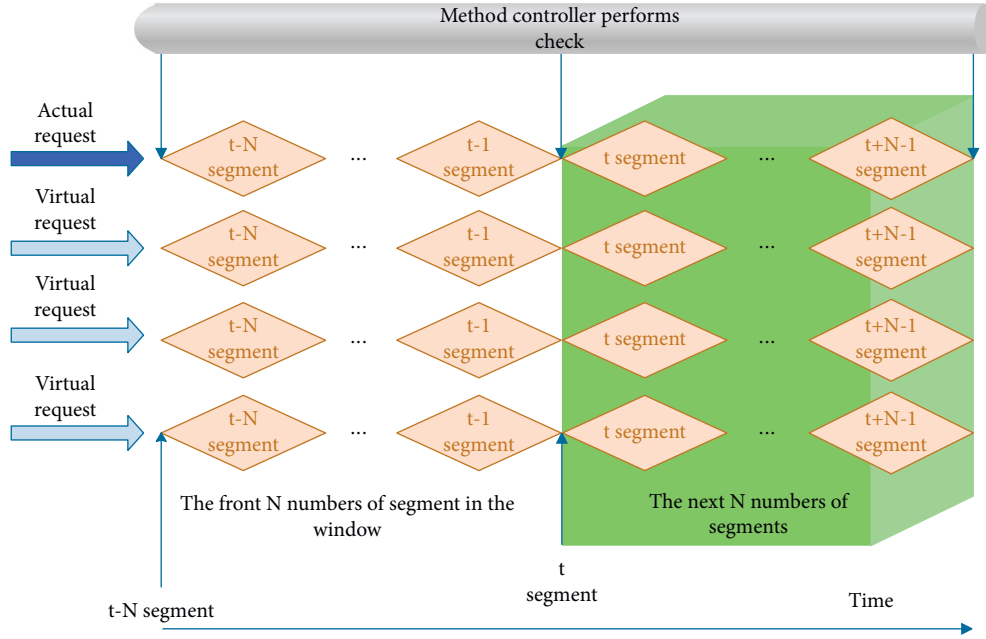 Method controller performs
check
Actual
request
t-N
segment
...
t-1
segment
t segment
...
t+N-1
segment
Virtual
request
t-N
segment
...
t-1
segment
t segment
...
t+N-1
segment
Virtual
request
t-N
segment
...
t-1
segment
t segment
...
t+N-1
segment
Virtual
request
t-N
segment
...
t-1
segment
t segment
...
t+N-1
segment
The front N numbers of segment in the
window
The next N numbers of
segments
t-N segment
t
segment
Time